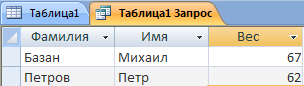 Таблица1 Таблица1 Запрос
Фамилия Имя Вес
Базан Михаил 67
Петров Петр 62